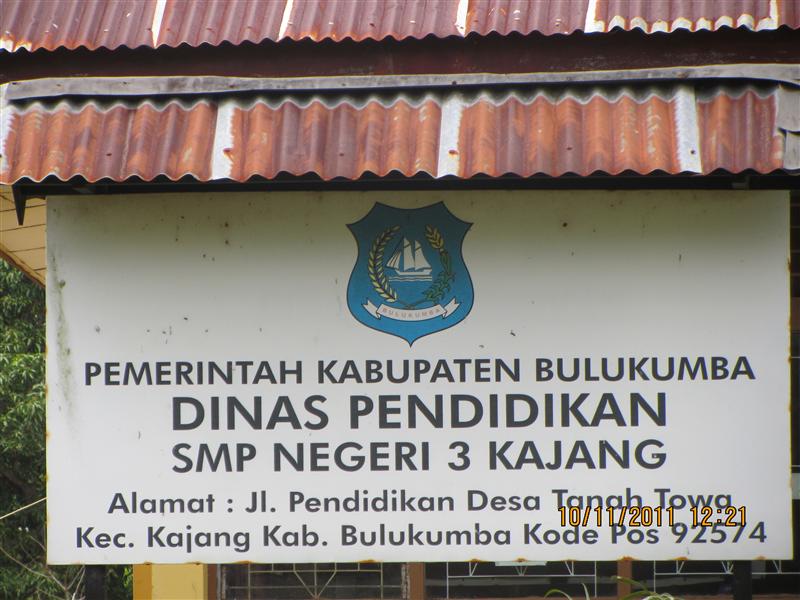 BULUKUMBA
PEMERINTAH KABUPATEN BULUKUMBA
DINAS PENDIDIKAN
SMP NEGERI 3 KAJANG
Alamat : Jl. Pendidikan Desa Tanah Towa
Kec. Kajang Kab. Bulukumba Kode Pos 92574
10/11/2011 12:21